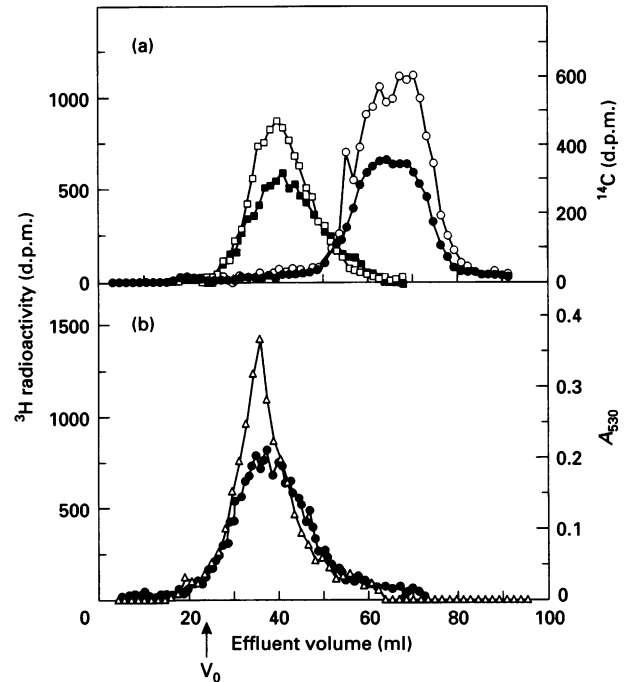 (a)
1000
500
0
600
400
200
0
¹⁴C (d.p.m.)
³H radioactivity (d.p.m.)
(b)
1500
1000
500
0.4
0.3
0.2
0.1
0
A₅₃₀
0 20 40 60 80 100
Effluent volume (ml)
V₀